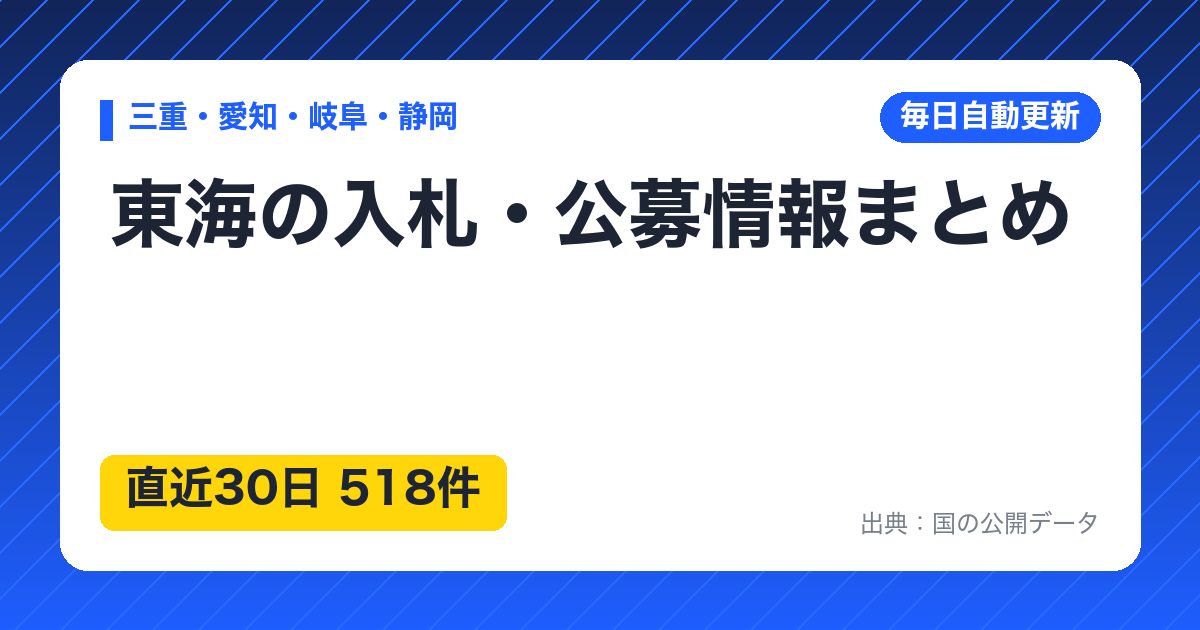 三重・愛知・岐阜・静岡
毎日自動更新
東海の入札・公募情報まとめ
直近30日 518件
出典：国の公開データ